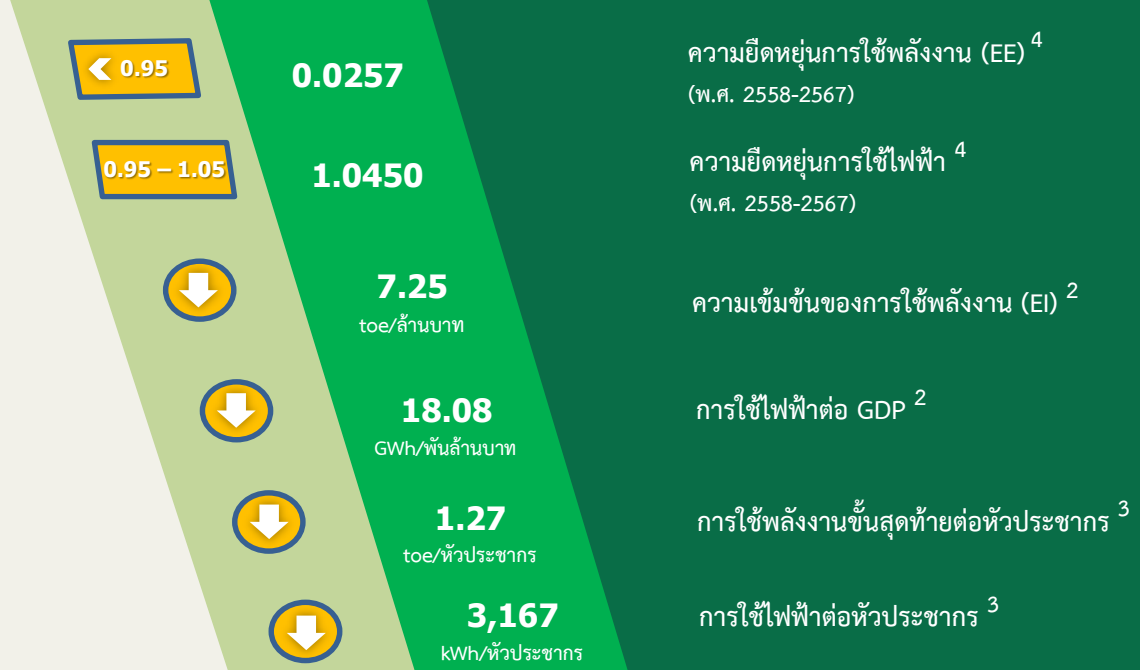 < 0.95
0.0257
ความยืดหยุ่นการใช้พลังงาน (EE) 4
(พ.ศ. 2558-2567)
0.95 – 1.05
1.0450
ความยืดหยุ่นการใช้ไฟฟ้า 4
(พ.ศ. 2558-2567)
7.25
toe/ล้านบาท
ความเข้มข้นของการใช้พลังงาน (EI) 2
18.08
GWh/พันล้านบาท
การใช้ไฟฟ้าต่อ GDP 2
1.27
toe/หัวประชากร
การใช้พลังงานขั้นสุดท้ายต่อหัวประชากร 3
3,167
kWh/หัวประชากร
การใช้ไฟฟ้าต่อหัวประชากร 3